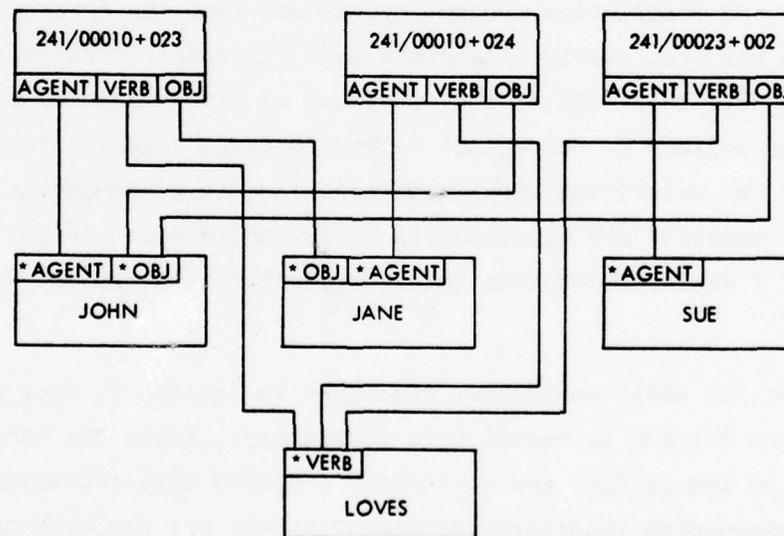 241/00010+023 241/00010+024 241/00023+002
AGENT VERB OBJ AGENT VERB OBJ AGENT VERB
* AGENT * OBJ * OBJ * AGENT * AGENT
JOHN JANE SUE
* VERB
LOVES